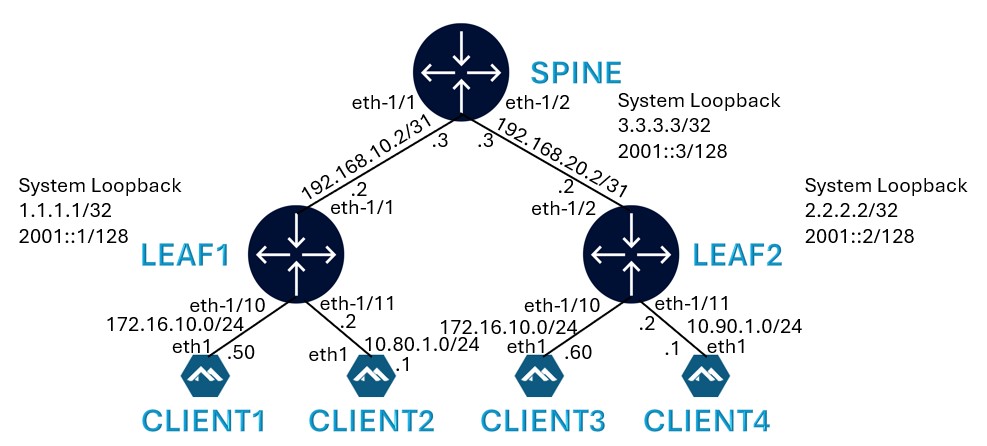 SPINE
eth-1/1
eth-1/2
System Loopback
3.3.3.3/32
2001::3/128
192.168.10.2/31
.3
.3
192.168.20.2/31
.2
eth-1/1
.2
eth-1/2
System Loopback
1.1.1.1/32
2001::1/128
LEAF1
System Loopback
2.2.2.2/32
2001::2/128
LEAF2
eth-1/10
eth-1/11
172.16.10.0/24
.2
eth1
.50
eth1
10.80.1.0/24
.1
eth-1/10
eth-1/11
172.16.10.0/24
.2
10.90.1.0/24
eth1
.60
.1
eth1
CLIENT1
CLIENT2
CLIENT3
CLIENT4